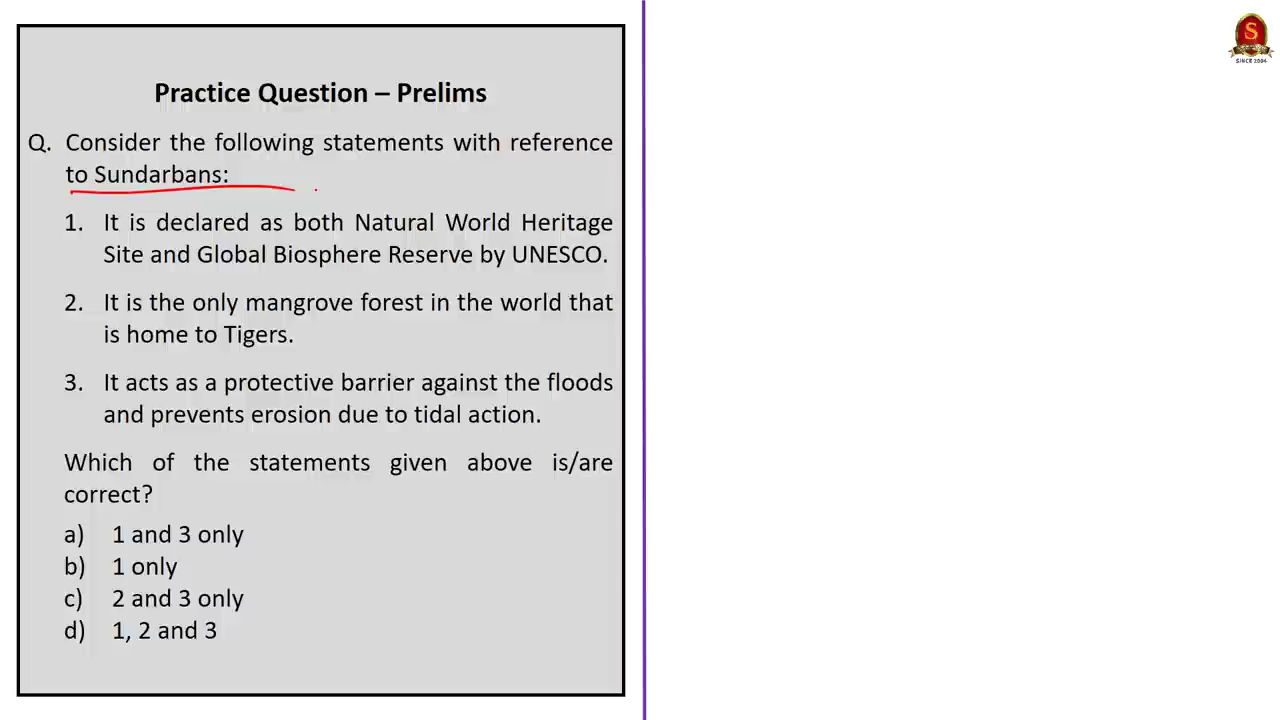 Practice Question – Prelims
Q. Consider the following statements with reference
to Sundarbans:
1. It is declared as both Natural World Heritage
Site and Global Biosphere Reserve by UNESCO.
2. It is the only mangrove forest in the world that
is home to Tigers.
3. It acts as a protective barrier against the floods
and prevents erosion due to tidal action.
Which of the statements given above is/are
correct?
a) 1 and 3 only
b) 1 only
c) 2 and 3 only
d) 1, 2 and 3
S
SINCE 2004